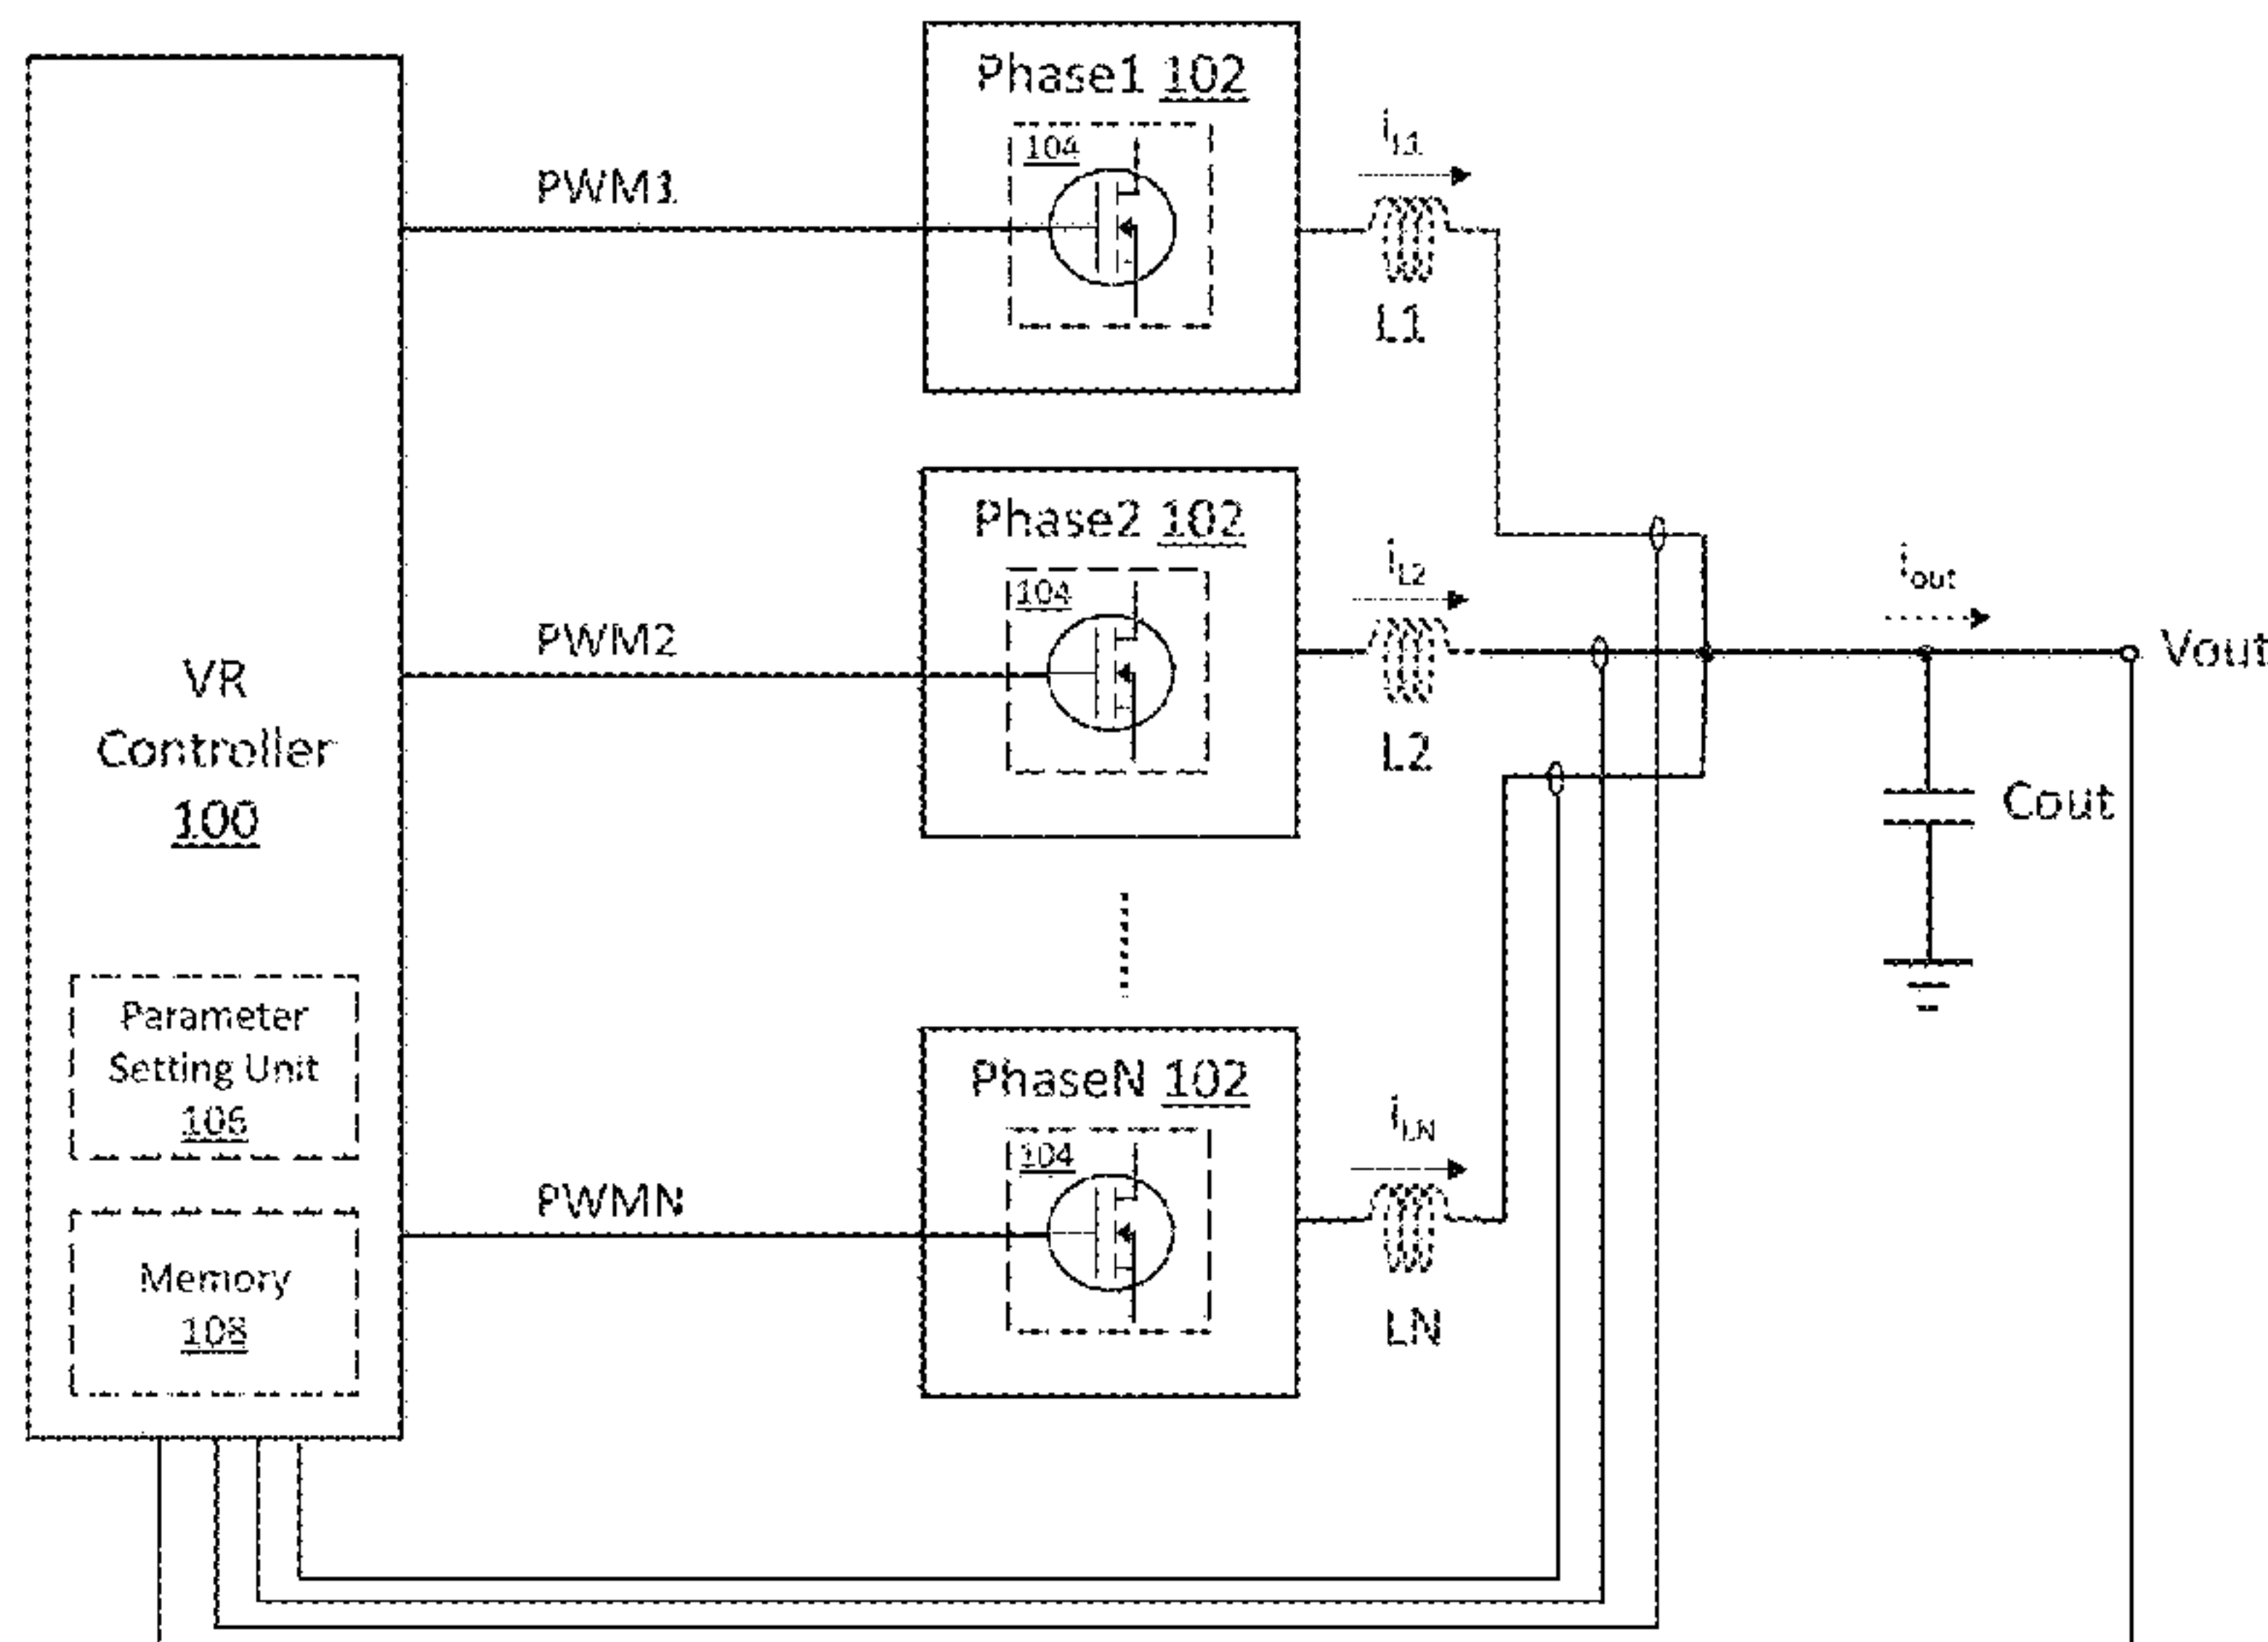 Phase1 102
104
PWM1
iL1
L1
Phase2 102
104
PWM2
iL2
L2
iout
Vout
Cout
VR
Controller
100
Parameter
Setting Unit
106
Memory
108
PhaseN 102
104
PWMN
iLN
LN